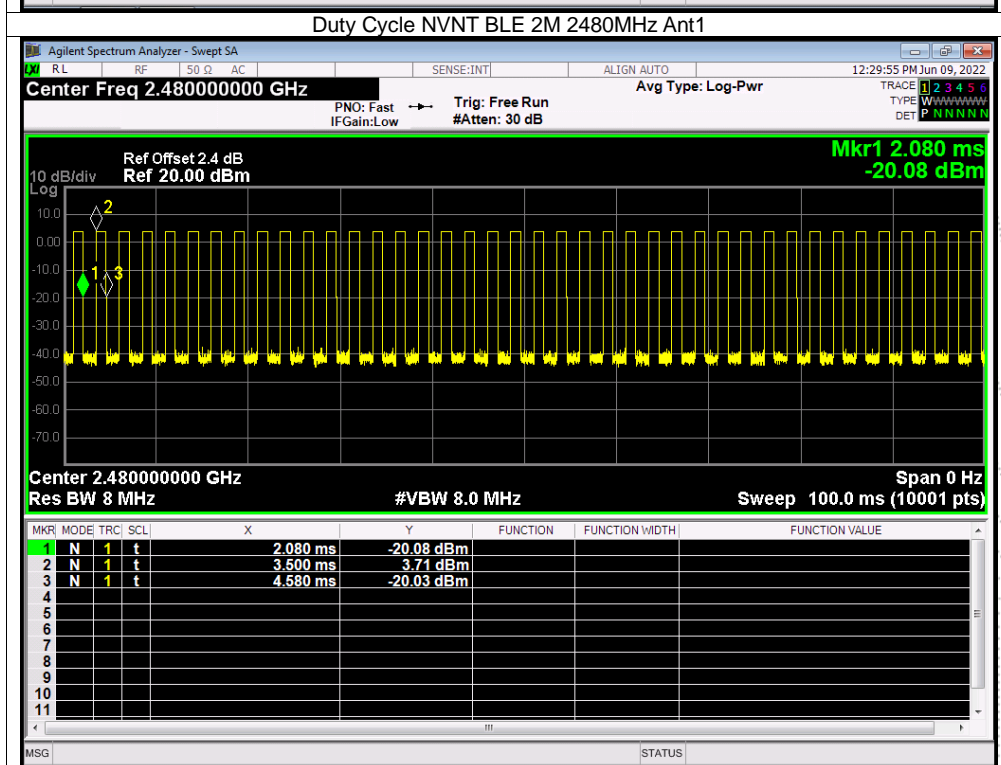 Duty Cycle NVNT BLE 2M 2480MHz Ant1
Agilent Spectrum Analyzer - Swept SA
LXI RL RF 50 Ω AC SENSE:INT ALIGN AUTO 12:29:55 PM Jun 09, 2022
Center Freq 2.480000000 GHz Avg Type: Log-Pwr TRACE 1 2 3 4 5 6
PNO: Fast Trig: Free Run TYPE WWWWWW
IFGain:Low #Atten: 30 dB DET P N N N N N
Mkr1 2.080 ms
-20.08 dBm
Ref Offset 2.4 dB
10 dB/div Ref 20.00 dBm
Log
10.0
0.00
-10.0
-20.0
-30.0
-40.0
-50.0
-60.0
-70.0
2
1 3
Center 2.480000000 GHz Span 0 Hz
Res BW 8 MHz #VBW 8.0 MHz Sweep 100.0 ms (10001 pts)
MKR MODE TRC SCL X Y FUNCTION FUNCTION WIDTH FUNCTION VALUE
1 N 1 t 2.080 ms -20.08 dBm
2 N 1 t 3.500 ms 3.71 dBm
3 N 1 t 4.580 ms -20.03 dBm
4
5
6
7
8
9
10
11
MSG STATUS